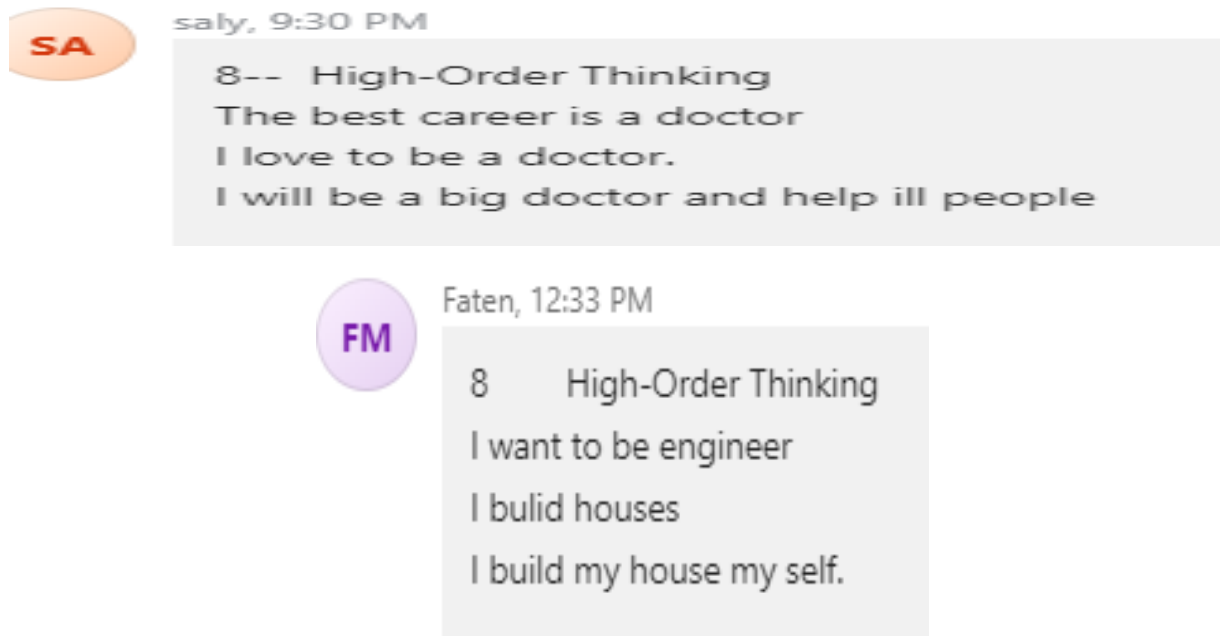 SA
saly, 9:30 PM
8-- High-Order Thinking
The best career is a doctor
I love to be a doctor.
I will be a big doctor and help ill people
FM
Faten, 12:33 PM
8 High-Order Thinking
I want to be engineer
I bulid houses
I build my house my self.